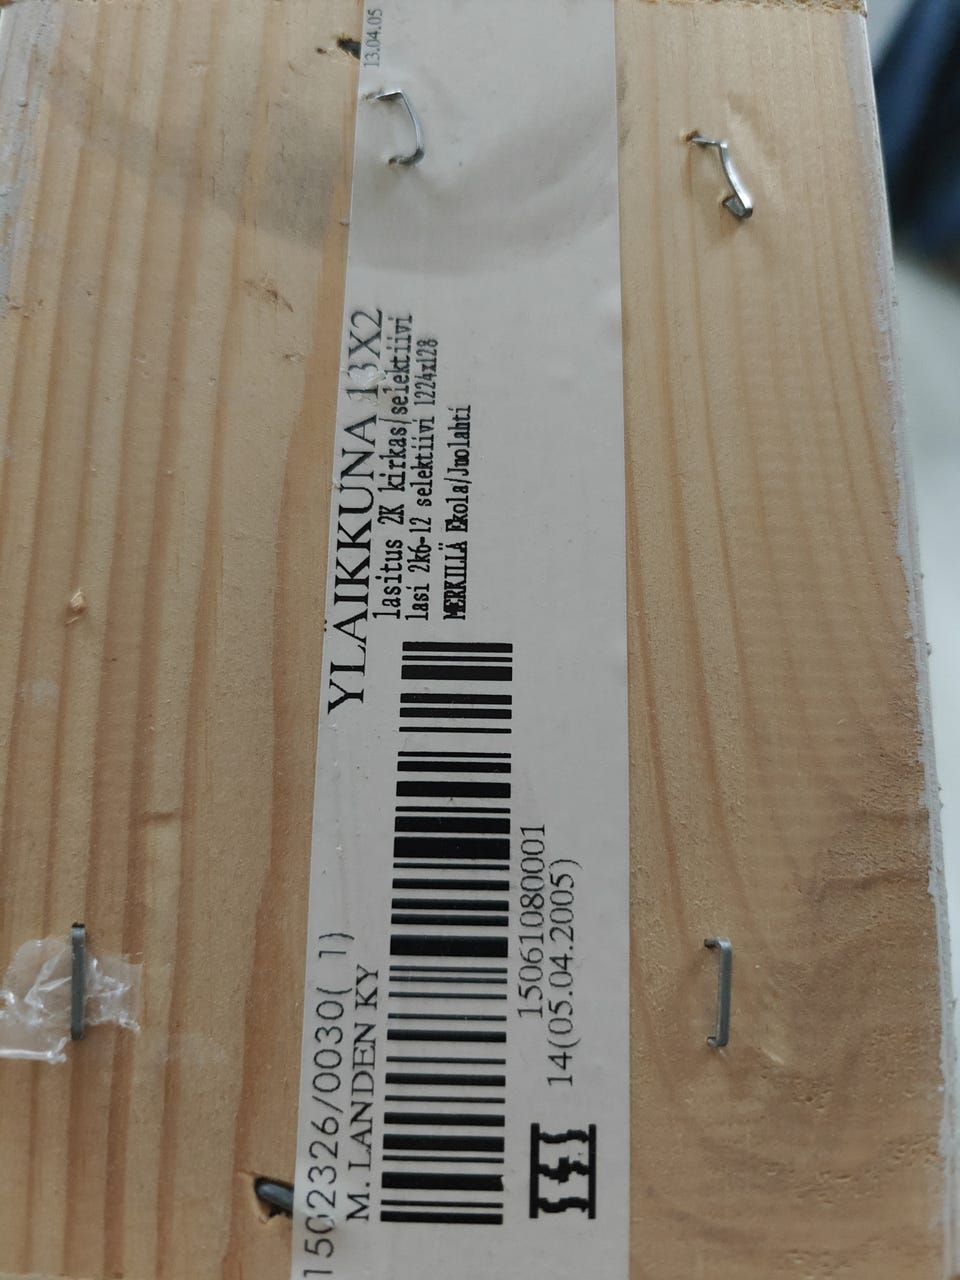 13.04.05
YLÄIKKUNA 13X2
lasitus 2K kirkas/selektiivi
lasi 2k6-12 selektiivi 1224x128
MERKILLÄ Ekola/Juolahti
1502326/0030( 1)
M. LANDEN KY
15061080001
14(05.04.2005)